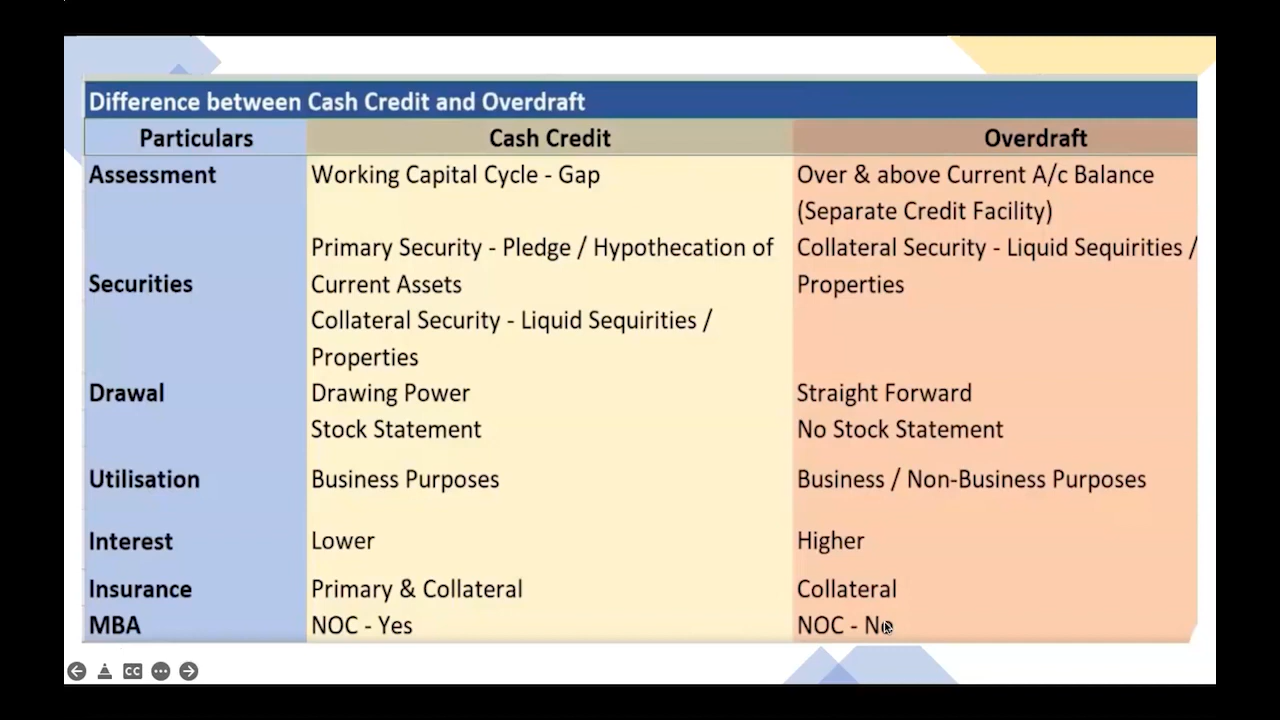 Difference between Cash Credit and Overdraft
Particulars Cash Credit Overdraft
Assessment Working Capital Cycle - Gap Over & above Current A/c Balance
(Separate Credit Facility)
Primary Security - Pledge / Hypothecation of Collateral Security - Liquid Sequirities /
Securities Current Assets Properties
Collateral Security - Liquid Sequirities /
Properties
Drawal Drawing Power Straight Forward
Stock Statement No Stock Statement
Utilisation Business Purposes Business / Non-Business Purposes
Interest Lower Higher
Insurance Primary & Collateral Collateral
MBA NOC - Yes NOC - No
CC